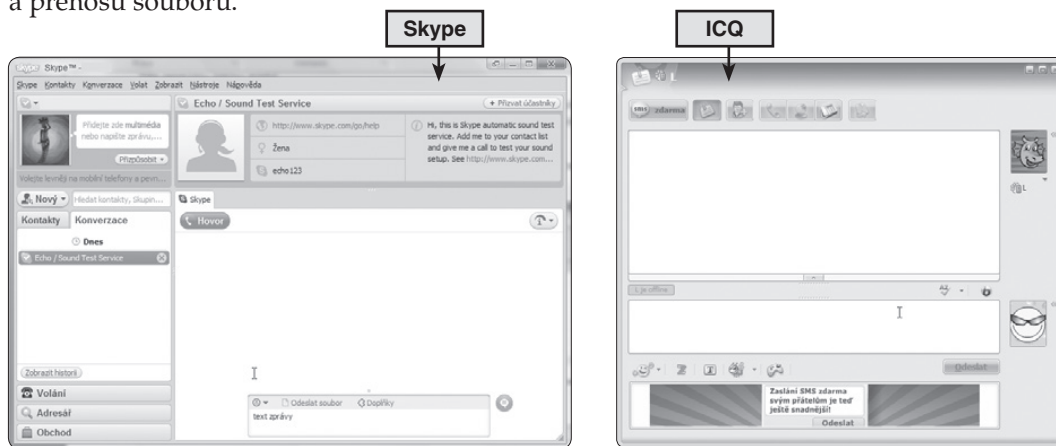 a přenosu souborů.
Skype
ICQ
Skype™ -
Skype Kontakty Konverzace Volat Zobrazit Nástroje Nápověda
Echo / Sound Test Service
+ Přizvat účastníky
Přidejte zde multimédia
nebo napište zprávu,...
Přizpůsobit
Volejte levněji na mobilní telefony a pevn...
http://www.skype.com/go/help
Žena
echo123
Hi, this is Skype automatic sound test
service. Add me to your contact list
and give me a call to test your sound
setup. See http://www.skype.com...
Nový
Hledat kontakty, Skupin...
Skype
Kontakty Konverzace
Hovor
Dnes
Echo / Sound Test Service
Zobrazit historii
Volání
Adresář
Obchod
Odeslat soubor Doplňky
text zprávy
L
SMS zdarma
L
L je offline
Odeslat
Zaslání SMS zdarma
svým přátelům je teď
ještě snadnější!
Odeslat